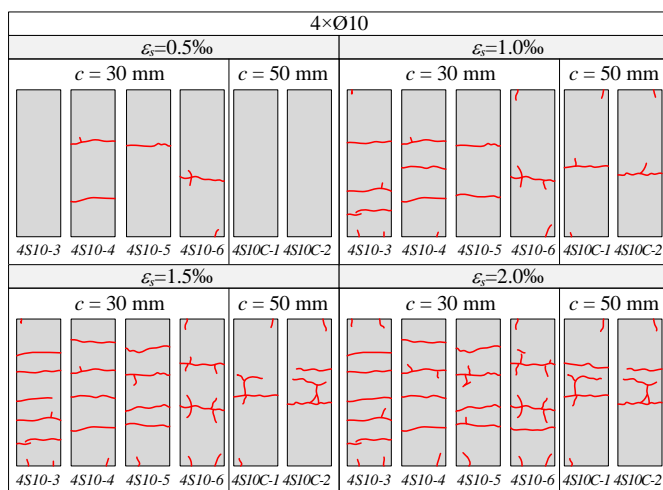 4×Ø10
εs=0.5‰ εs=1.0‰
c = 30 mm c = 50 mm c = 30 mm c = 50 mm
4S10-3 4S10-4 4S10-5 4S10-6 4S10C-1 4S10C-2 4S10-3 4S10-4 4S10-5 4S10-6 4S10C-1 4S10C-2
εs=1.5‰ εs=2.0‰
c = 30 mm c = 50 mm c = 30 mm c = 50 mm
4S10-3 4S10-4 4S10-5 4S10-6 4S10C-1 4S10C-2 4S10-3 4S10-4 4S10-5 4S10-6 4S10C-1 4S10C-2